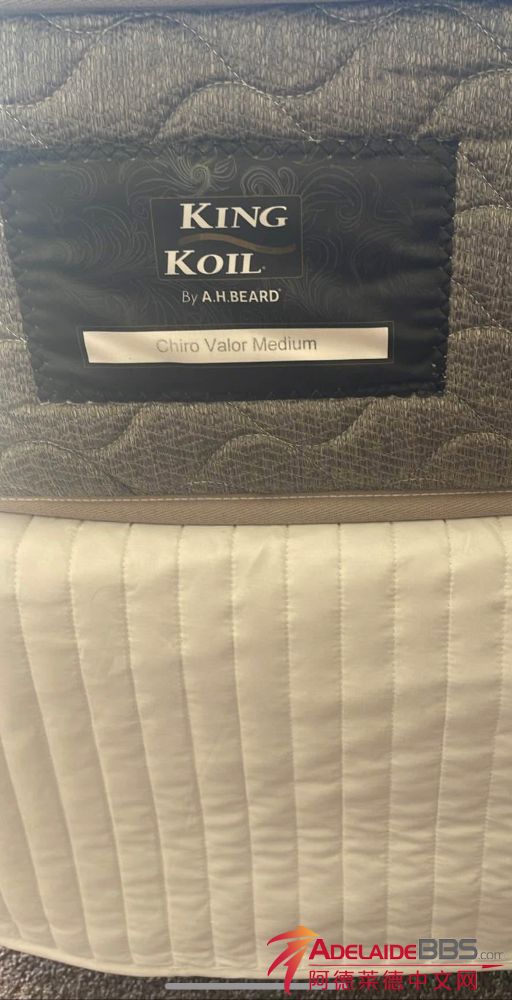 KING
KOIL®
By A.H.BEARD®
Chiro Valor Medium
ADELAIDEBBS.com
阿德莱德中文网